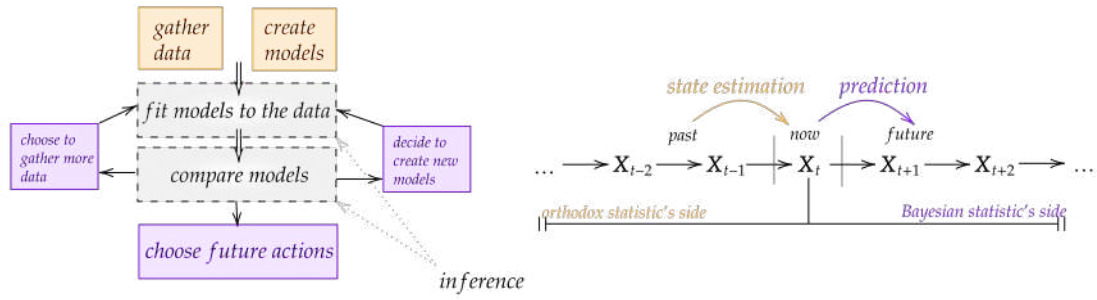 gather
data
create
models
fit models to the data
choose to
gather more
data
decide to
create new
models
compare models
choose future actions
inference
state estimation
prediction
past
now
future
... X_{t−2} X_{t−1} X_t X_{t+1} X_{t+2} ...
orthodox statistic's side
Bayesian statistic's side